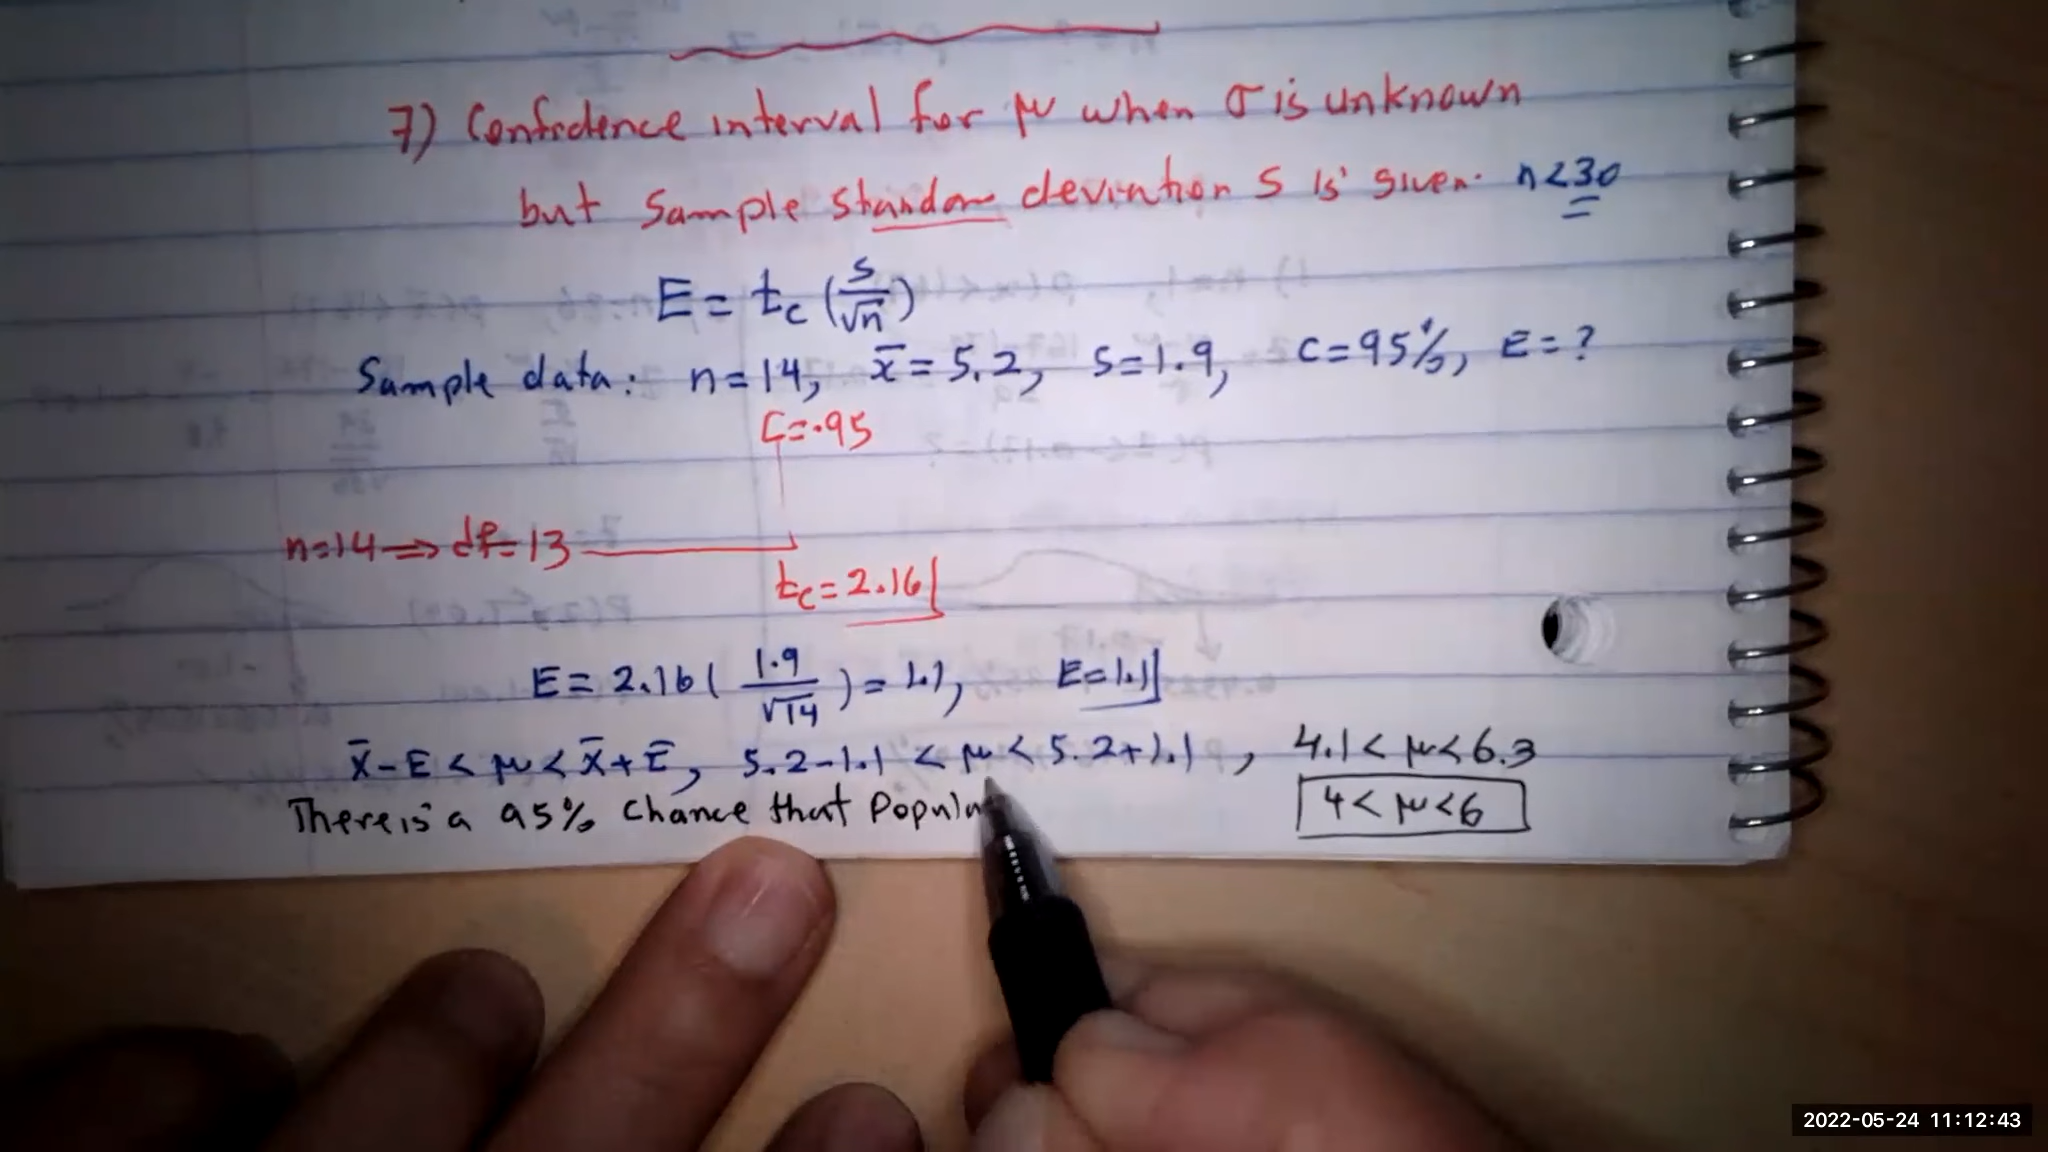 7) Confidence interval for μ when σ is unknown
but Sample standard deviation s is given. n<30
E = tc (s/√n)
Sample data: n=14, x̄=5.2, s=1.9, c=95%, E=?
C=.95
n=14 ⇒ df=13
tc=2.16
E = 2.16 (1.9/√14) = 1.1, E=1.1
x̄-E < μ < x̄+E, 5.2-1.1 < μ < 5.2+1.1, 4.1 < μ < 6.3
There is a 95% chance that Popula
4 < μ < 6
2022-05-24 11:12:43